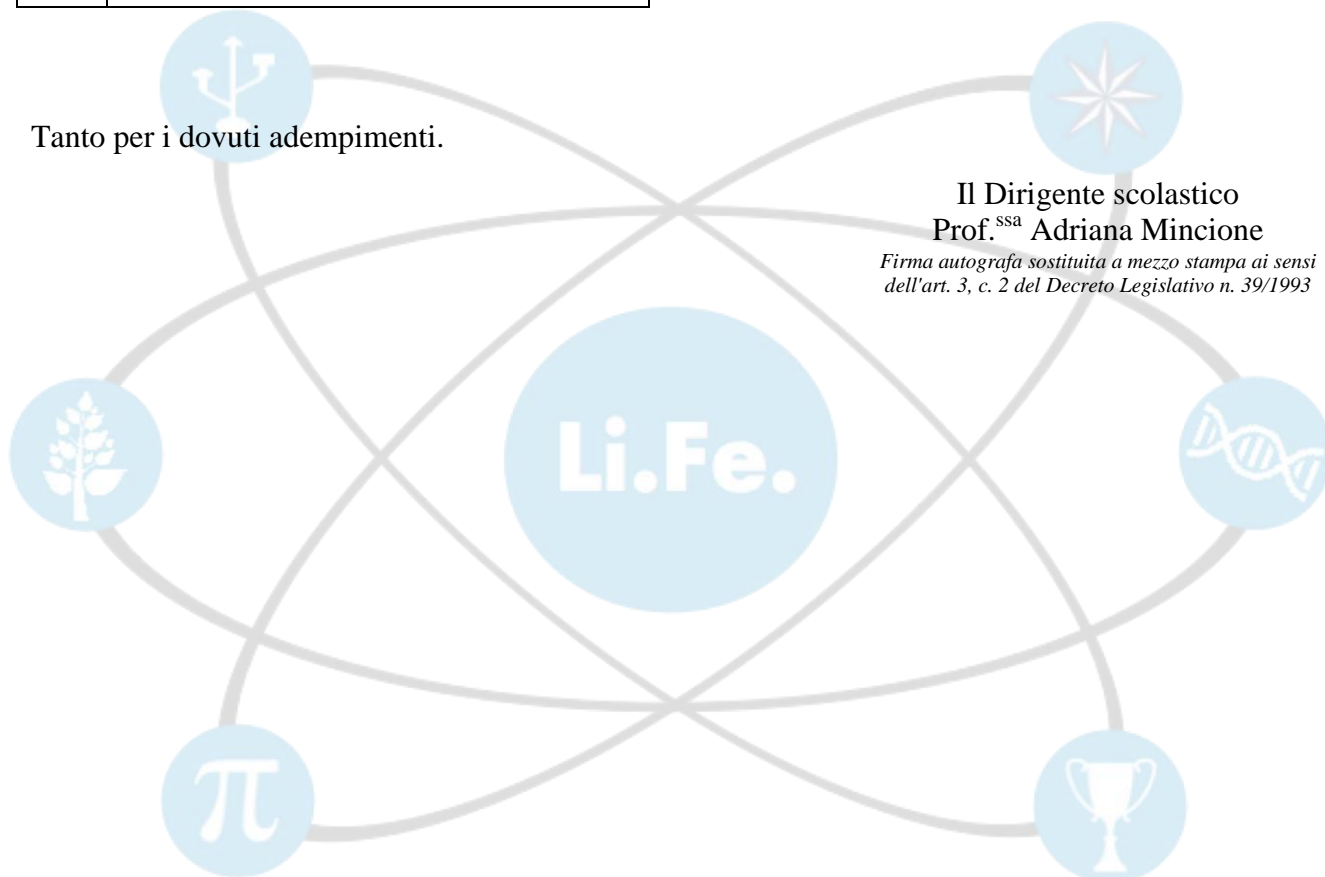 Tanto per i dovuti adempimenti.
Il Dirigente scolastico
Prof.ssa Adriana Mincione
Firma autografa sostituita a mezzo stampa ai sensi
dell'art. 3, c. 2 del Decreto Legislativo n. 39/1993
Li.Fe.
π